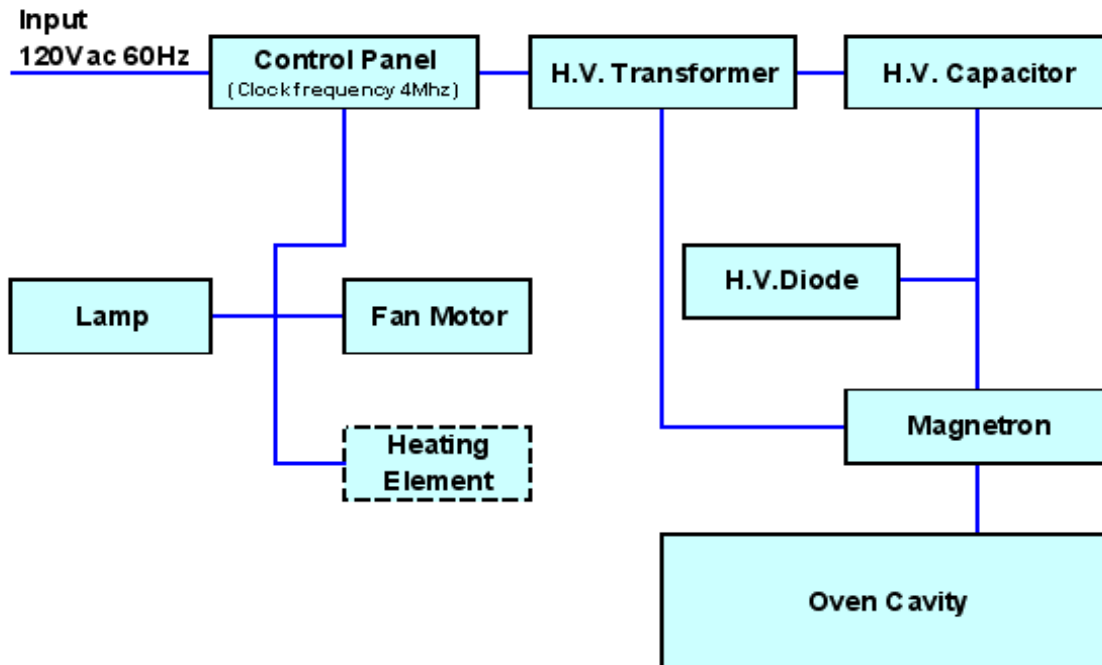 Input
120Vac 60Hz
Control Panel
(Clock frequency 4Mhz)
H.V. Transformer
H.V. Capacitor
H.V.Diode
Lamp
Fan Motor
Magnetron
Heating
Element
Oven Cavity